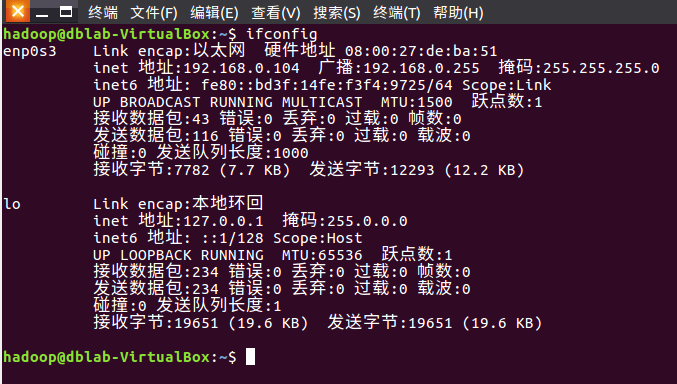 终端 文件(F) 编辑(E) 查看(V) 搜索(S) 终端(T) 帮助(H)
hadoop@dblab-VirtualBox:~$ ifconfig
enp0s3 Link encap:以太网 硬件地址 08:00:27:de:ba:51
inet 地址:192.168.0.104 广播:192.168.0.255 掩码:255.255.255.0
inet6 地址: fe80::bd3f:14fe:f3f4:9725/64 Scope:Link
UP BROADCAST RUNNING MULTICAST MTU:1500 跃点数:1
接收数据包:43 错误:0 丢弃:0 过载:0 帧数:0
发送数据包:116 错误:0 丢弃:0 过载:0 载波:0
碰撞:0 发送队列长度:1000
接收字节:7782 (7.7 KB) 发送字节:12293 (12.2 KB)
lo Link encap:本地环回
inet 地址:127.0.0.1 掩码:255.0.0.0
inet6 地址: ::1/128 Scope:Host
UP LOOPBACK RUNNING MTU:65536 跃点数:1
接收数据包:234 错误:0 丢弃:0 过载:0 帧数:0
发送数据包:234 错误:0 丢弃:0 过载:0 载波:0
碰撞:0 发送队列长度:1
接收字节:19651 (19.6 KB) 发送字节:19651 (19.6 KB)
hadoop@dblab-VirtualBox:~$